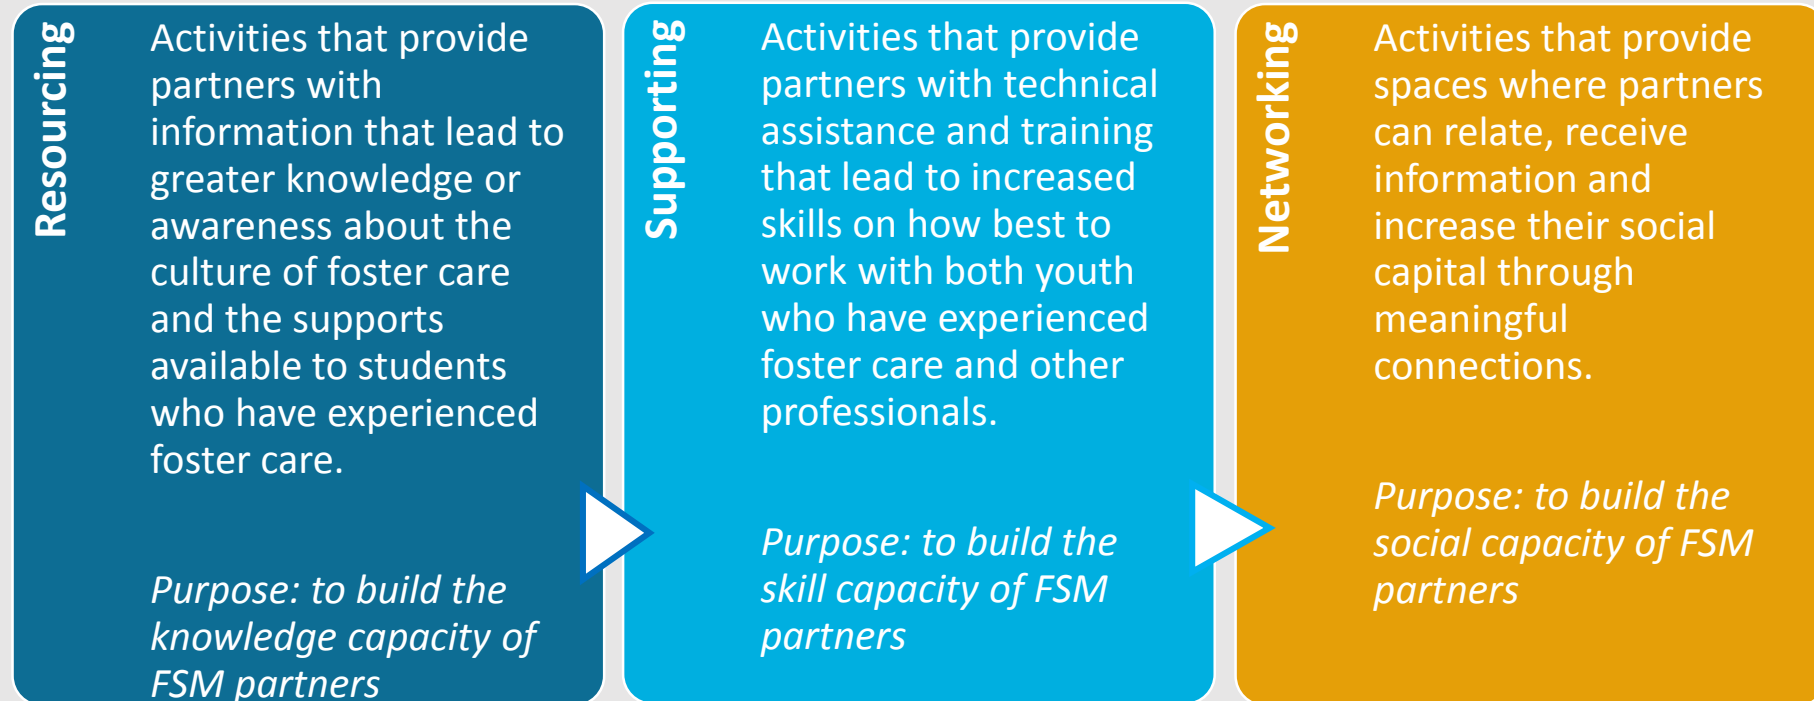 Resourcing
Activities that provide
partners with
information that lead to
greater knowledge or
awareness about the
culture of foster care
and the supports
available to students
who have experienced
foster care.
Purpose: to build the
knowledge capacity of
FSM partners
Supporting
Activities that provide
partners with technical
assistance and training
that lead to increased
skills on how best to
work with both youth
who have experienced
foster care and other
professionals.
Purpose: to build the
skill capacity of FSM
partners
Networking
Activities that provide
spaces where partners
can relate, receive
information and
increase their social
capital through
meaningful
connections.
Purpose: to build the
social capacity of FSM
partners